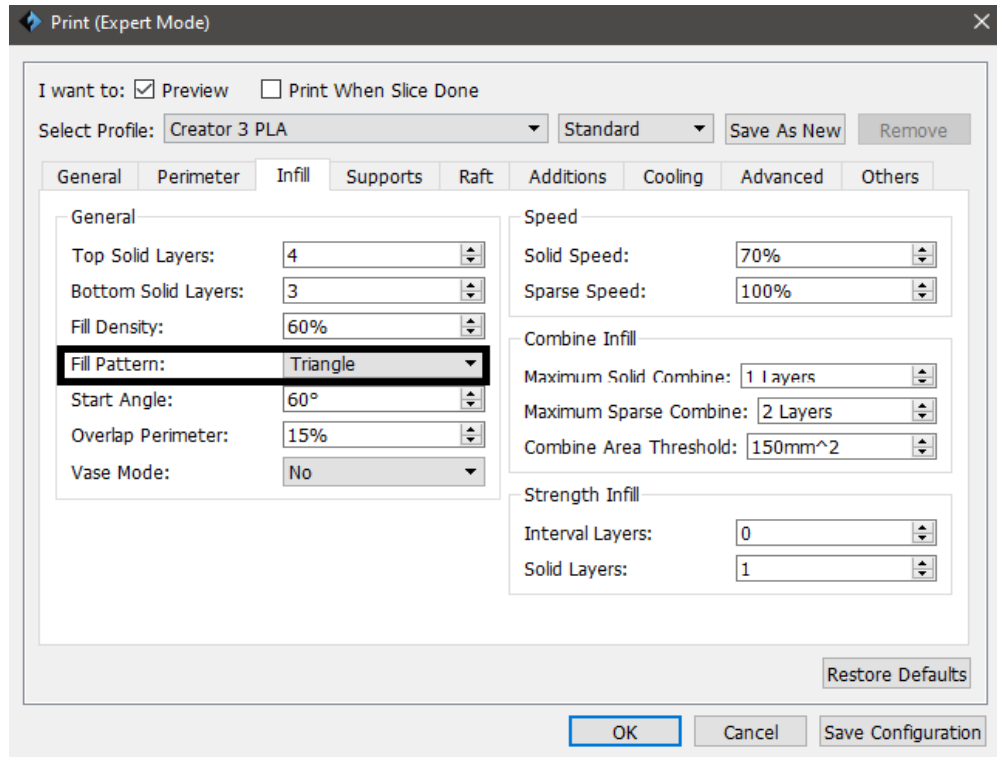 Print (Expert Mode)
I want to: Preview Print When Slice Done
Select Profile: Creator 3 PLA Standard Save As New Remove
General Perimeter Infill Supports Raft Additions Cooling Advanced Others
General
Top Solid Layers: 4
Bottom Solid Layers: 3
Fill Density: 60%
Fill Pattern: Triangle
Start Angle: 60°
Overlap Perimeter: 15%
Vase Mode: No
Speed
Solid Speed: 70%
Sparse Speed: 100%
Combine Infill
Maximum Solid Combine: 1 Layers
Maximum Sparse Combine: 2 Layers
Combine Area Threshold: 150mm^2
Strength Infill
Interval Layers: 0
Solid Layers: 1
Restore Defaults
OK Cancel Save Configuration